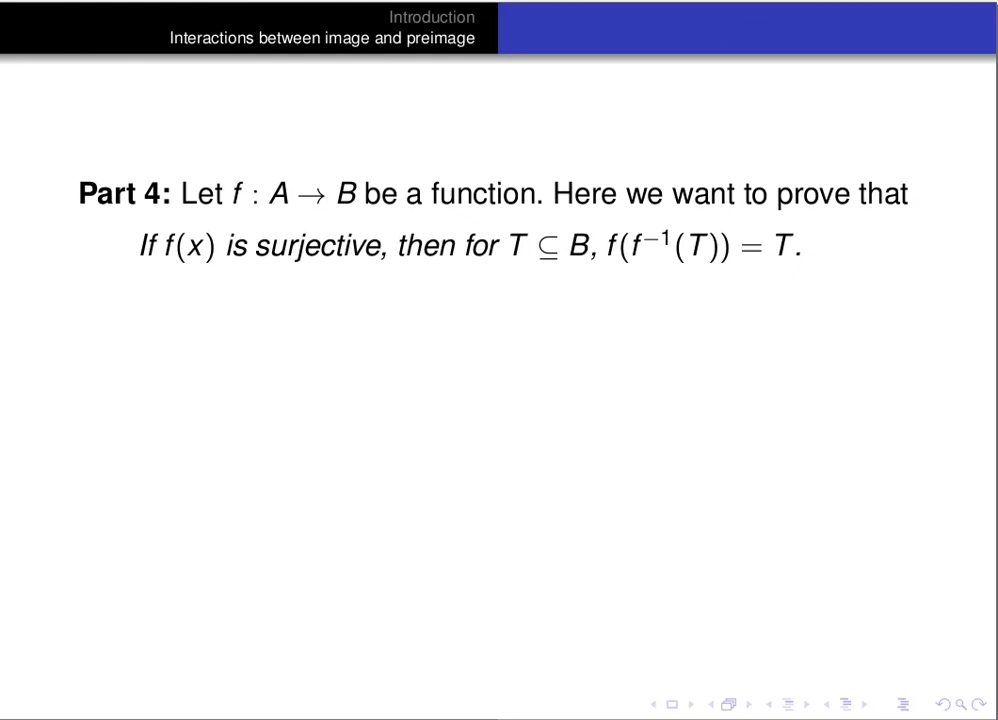 Introduction
Interactions between image and preimage
Part 4: Let f : A → B be a function. Here we want to prove that
If f(x) is surjective, then for T ⊆ B, f(f⁻¹(T)) = T.